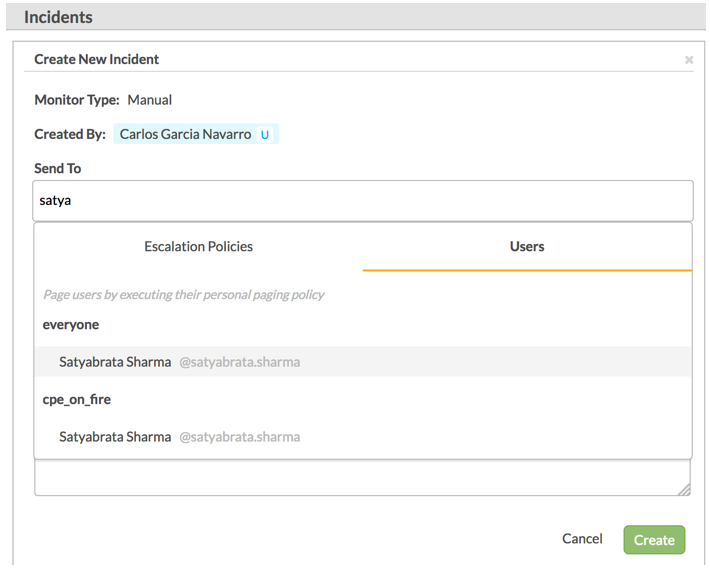 Incidents
Create New Incident
×
Monitor Type: Manual
Created By: Carlos Garcia Navarro U
Send To
satya
Escalation Policies Users
Page users by executing their personal paging policy
everyone
Satyabrata Sharma @satyabrata.sharma
cpe_on_fire
Satyabrata Sharma @satyabrata.sharma
Cancel Create